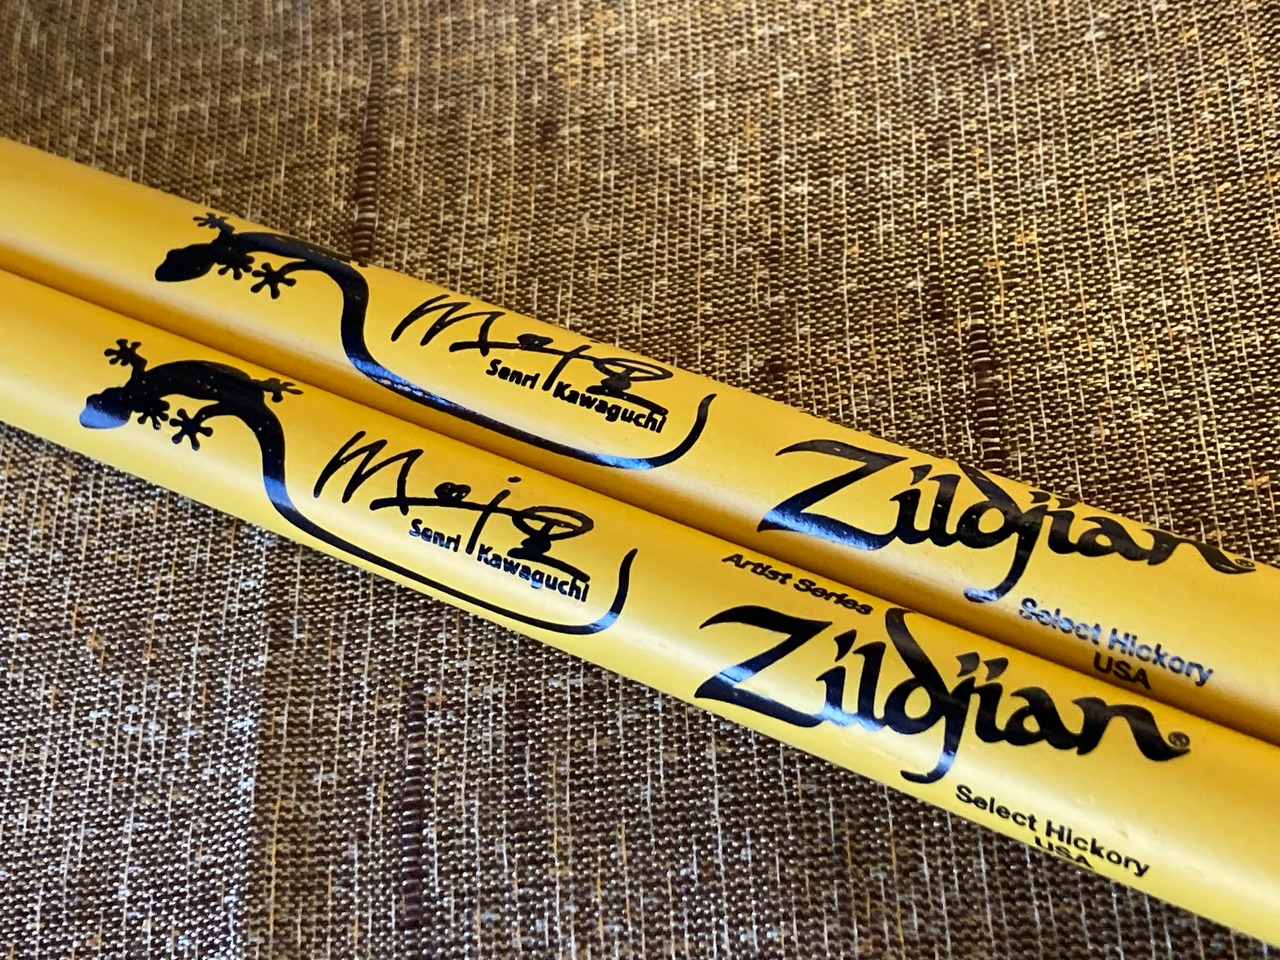 Senri Kawaguchi
Zildjian®
Select Hickory
USA
Senri Kawaguchi
Artist Series
Zildjian®
Select Hickory
USA